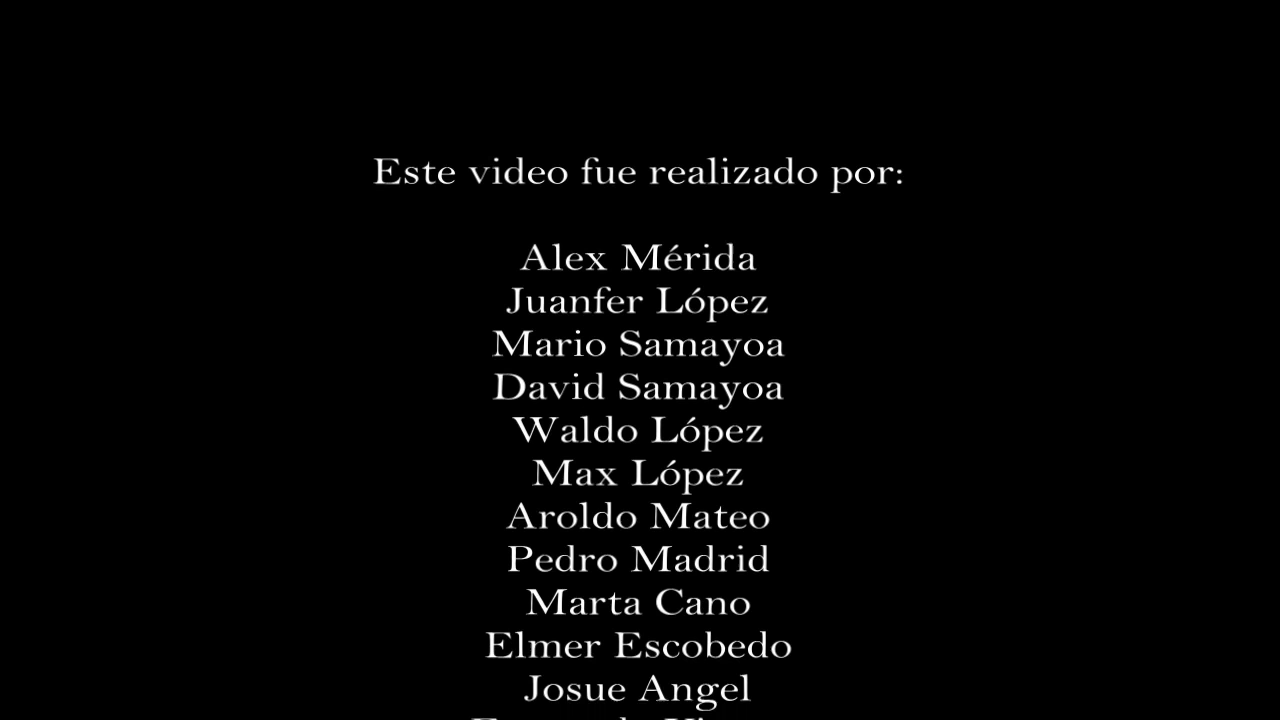 Este video fue realizado por:
Alex Mérida
Juanfer López
Mario Samayoa
David Samayoa
Waldo López
Max López
Aroldo Mateo
Pedro Madrid
Marta Cano
Elmer Escobedo
Josue Angel